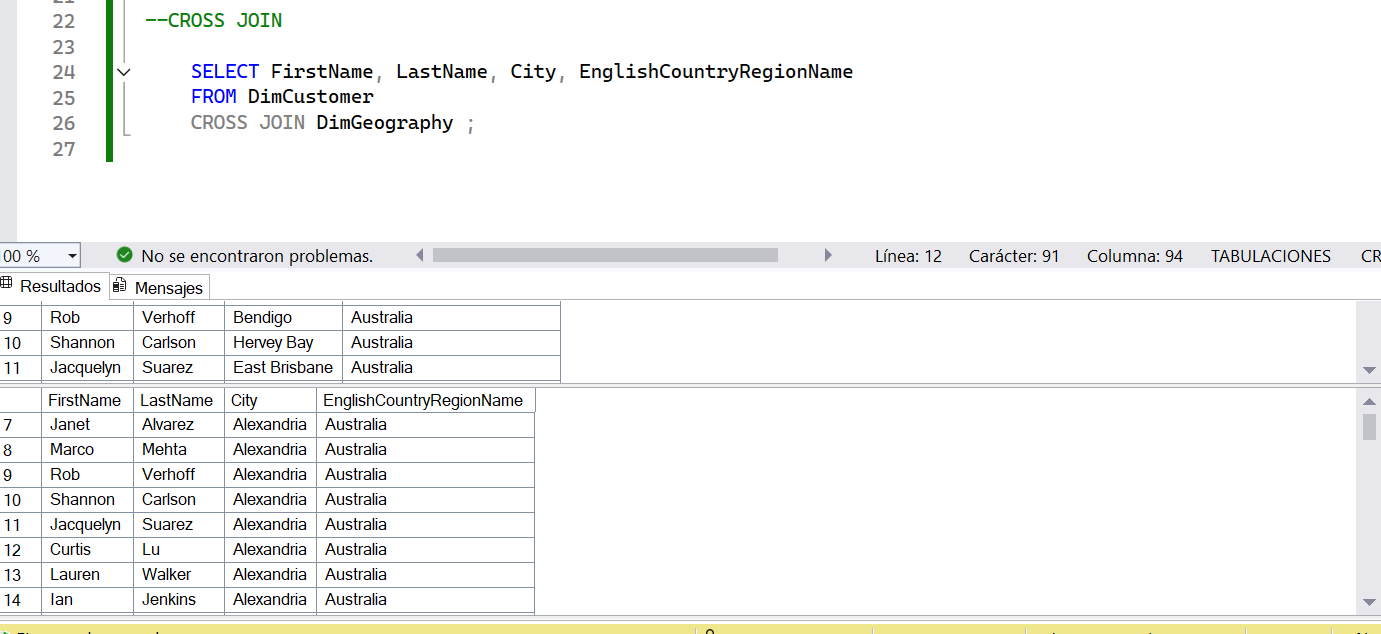 22 --CROSS JOIN
23
24 SELECT FirstName, LastName, City, EnglishCountryRegionName
25 FROM DimCustomer
26 CROSS JOIN DimGeography ;
27
00 % No se encontraron problemas. Línea: 12 Carácter: 91 Columna: 94 TABULACIONES CR
Resultados Mensajes
9 Rob Verhoff Bendigo Australia
10 Shannon Carlson Hervey Bay Australia
11 Jacquelyn Suarez East Brisbane Australia
FirstName LastName City EnglishCountryRegionName
7 Janet Alvarez Alexandria Australia
8 Marco Mehta Alexandria Australia
9 Rob Verhoff Alexandria Australia
10 Shannon Carlson Alexandria Australia
11 Jacquelyn Suarez Alexandria Australia
12 Curtis Lu Alexandria Australia
13 Lauren Walker Alexandria Australia
14 Ian Jenkins Alexandria Australia